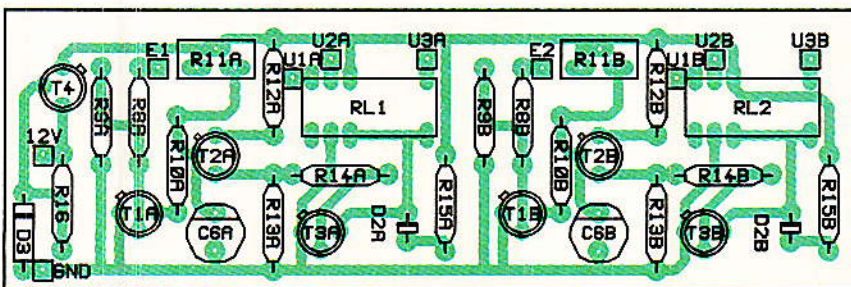 E1 R11A U2A U3A E2 R11B U2B U3B
T4 U1A U1B
R9A R8A R12A RL1 R9B R8B R12B RL2
12V R10A T2A R10B T2B
R16 R14A R14B
T1A R13A R15A T1B R13B R15B
D3 C6A T3A D2A C6B T3B D2B
GND